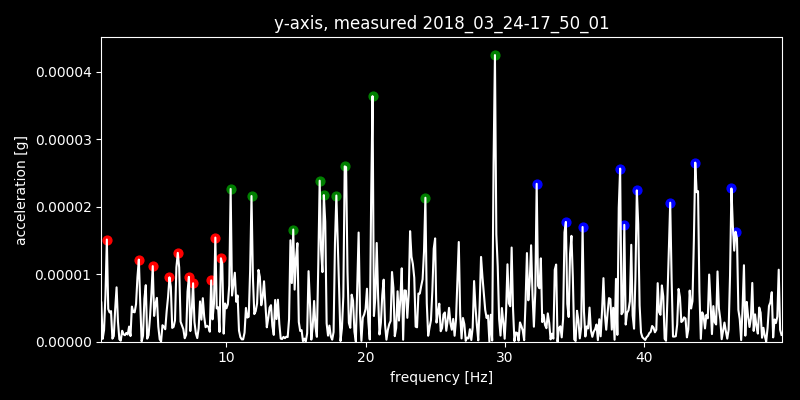 y-axis, measured 2018_03_24-17_50_01
acceleration [g]
0.00004
0.00003
0.00002
0.00001
0.00000
10 20 30 40
frequency [Hz]